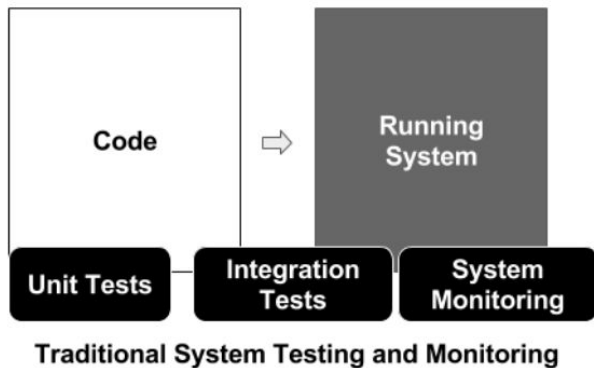 Code
Running
System
Unit Tests
Integration
Tests
System
Monitoring
Traditional System Testing and Monitoring